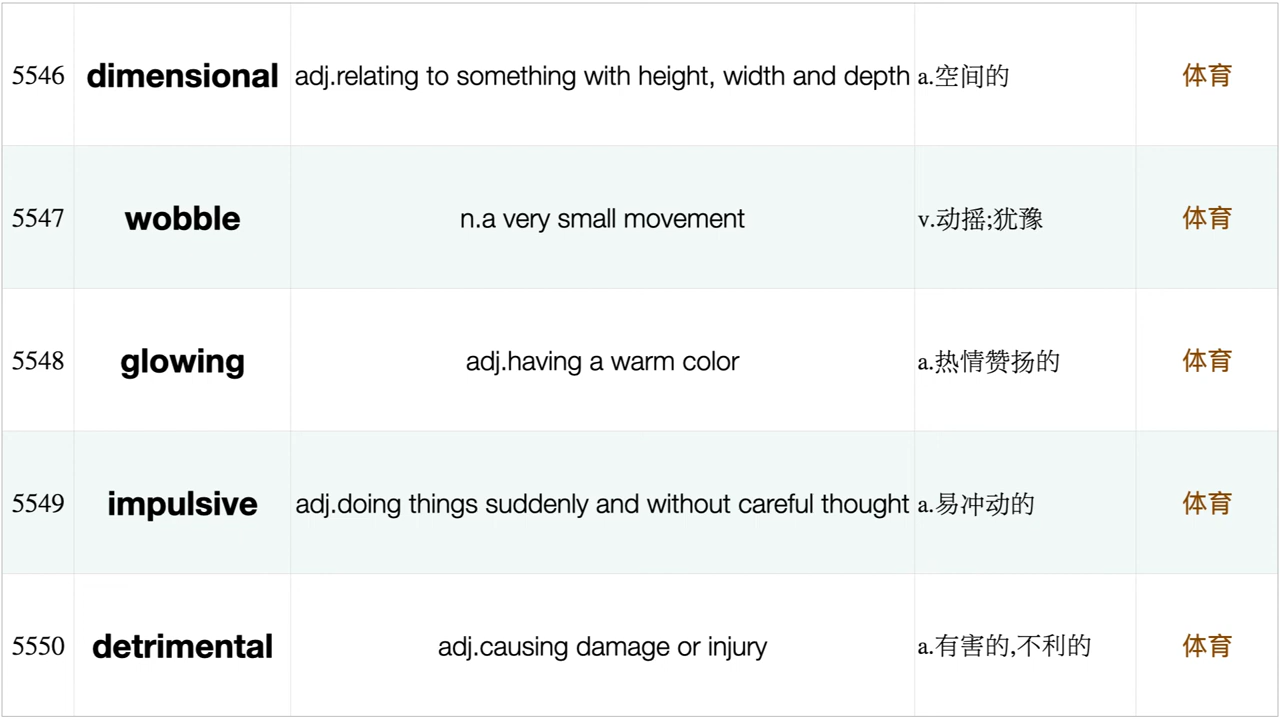 5546 dimensional adj.relating to something with height, width and depth a.空间的 体育
5547 wobble n.a very small movement v.动摇;犹豫 体育
5548 glowing adj.having a warm color a.热情赞扬的 体育
5549 impulsive adj.doing things suddenly and without careful thought a.易冲动的 体育
5550 detrimental adj.causing damage or injury a.有害的,不利的 体育